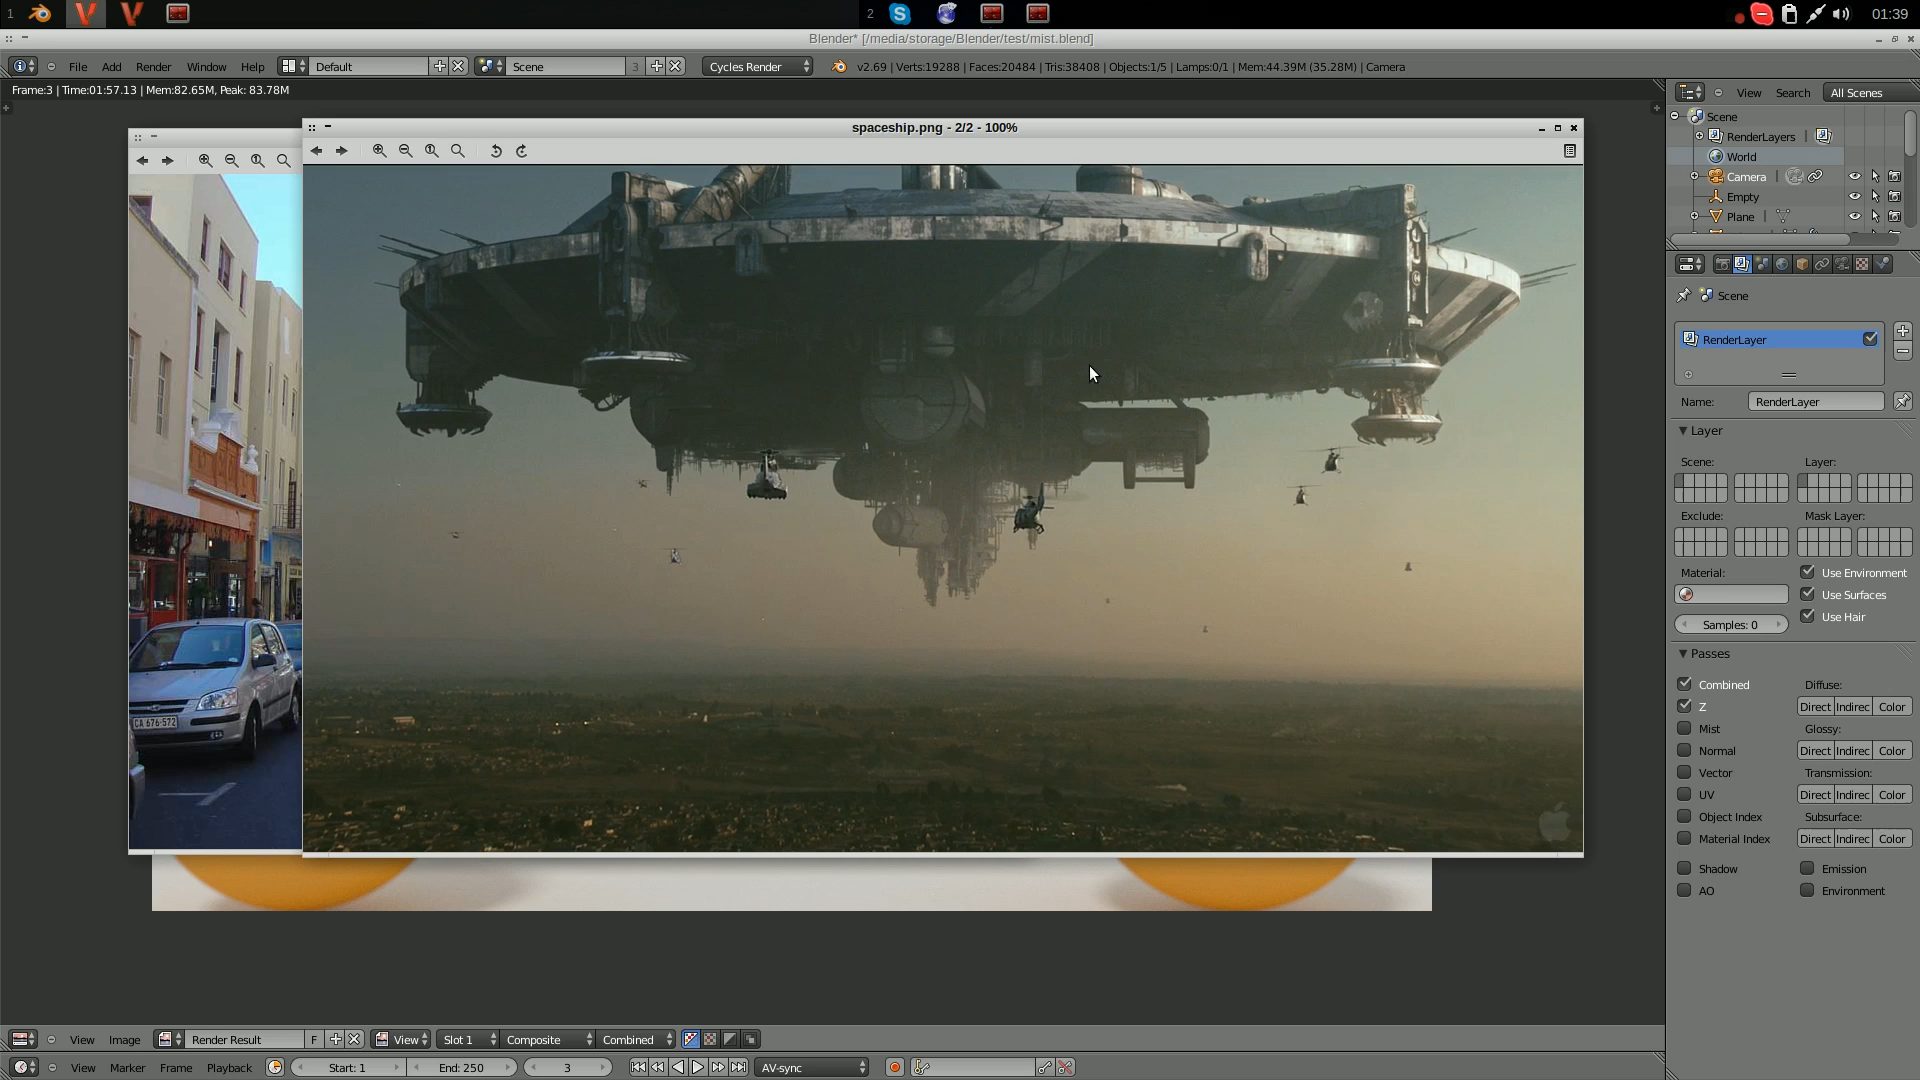 1
2
01:39
Blender* [/media/storage/Blender/test/mist.blend]
File Add Render Window Help Default Scene 3 Cycles Render v2.69 | Verts:19288 | Faces:20484 | Tris:38408 | Objects:1/5 | Lamps:0/1 | Mem:44.39M (35.28M) | Camera
Frame:3 | Time:01:57.13 | Mem:82.65M, Peak: 83.78M
View Search All Scenes
Scene
RenderLayers |
World
Camera |
Empty
Plane |
spaceship.png - 2/2 - 100%
CA 676-572
Scene
RenderLayer
Name: RenderLayer
Layer
Scene: Layer:
Exclude: Mask Layer:
Material: Use Environment
Use Surfaces
Samples: 0 Use Hair
Passes
Combined Diffuse:
Z Direct Indirec Color
Mist Glossy:
Normal Direct Indirec Color
Vector Transmission:
UV Direct Indirec Color
Object Index Subsurface:
Material Index Direct Indirec Color
Shadow Emission
AO Environment
View Image Render Result F View Slot 1 Composite Combined
View Marker Frame Playback Start: 1 End: 250 3 AV-sync